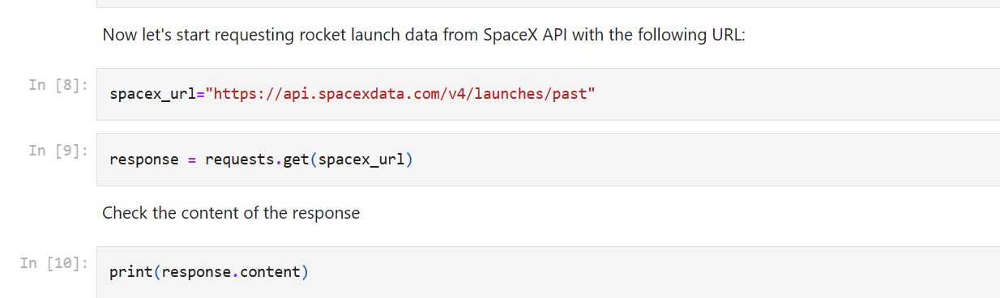 Now let's start requesting rocket launch data from SpaceX API with the following URL:
In [8]: spacex_url="https://api.spacexdata.com/v4/launches/past"
In [9]: response = requests.get(spacex_url)
Check the content of the response
In [10]: print(response.content)